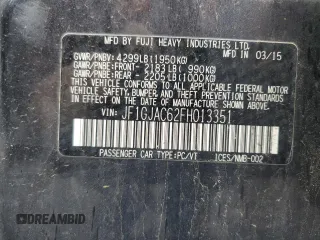 MFD BY FUJI HEAVY INDUSTRIES LTD.
GVWR/PNBV: 4299LB(1950KG) 03/15
GAWR/PNBE:FRONT- 2183LB( 990KG)
GAWR/PNBE:REAR - 2205LB(1000KG)
THIS VEHICLE CONFORMS TO ALL APPLICABLE
U.S. FEDERAL MOTOR VEHICLE
SAFETY, BUMPER AND THEFT PREVENTION
STANDARDS IN EFFECT ON THE DATE OF
MANUFACTURE SHOWN ABOVE.
VIN: JF1GJAC62FH013351
PASSENGER CAR TYPE:PC/VT ICES/NMB-002
DREAMBID